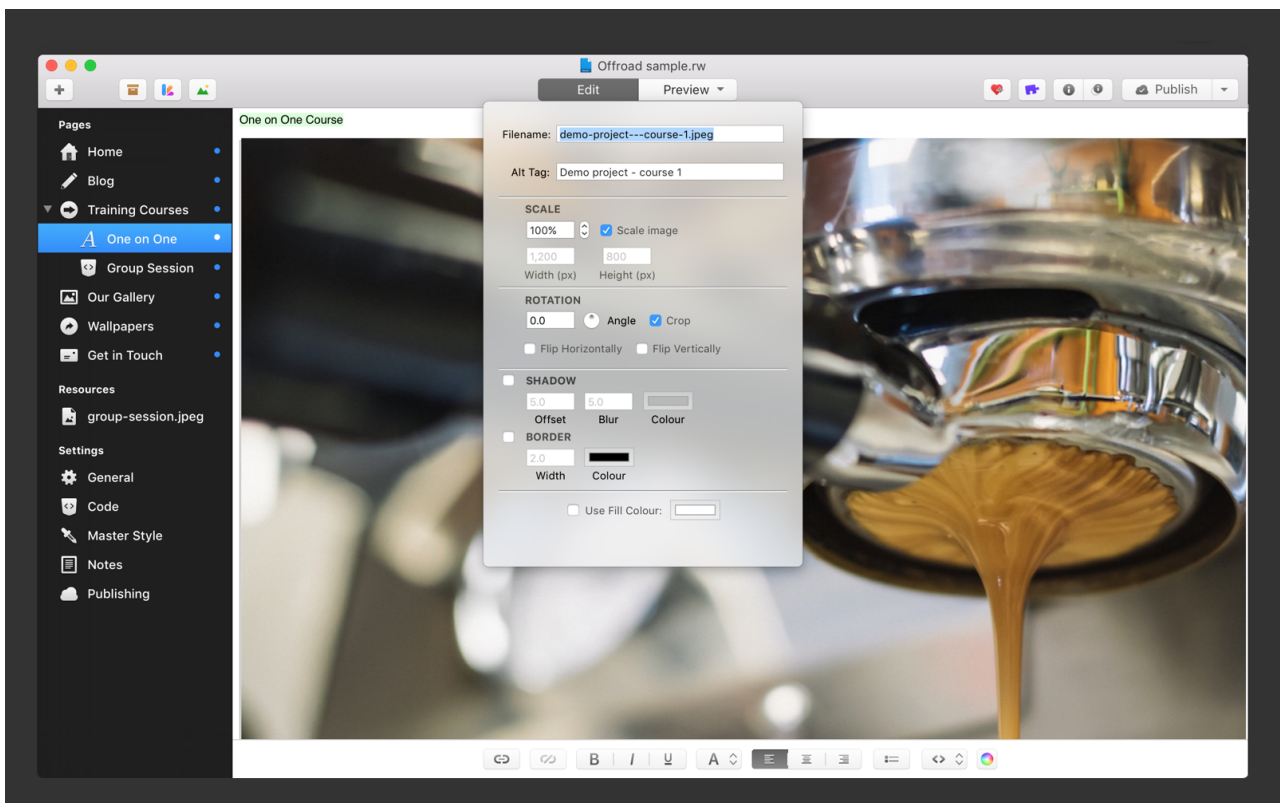 Offroad sample.rw
Edit
Preview
Publish
Pages
Home
Blog
Training Courses
One on One
Group Session
Our Gallery
Wallpapers
Get in Touch
Resources
group-session.jpeg
Settings
General
Code
Master Style
Notes
Publishing
One on One Course
Filename: demo-project---course-1.jpeg
Alt Tag: Demo project - course 1
SCALE
100% Scale image
1,200 800
Width (px) Height (px)
ROTATION
0.0 Angle Crop
Flip Horizontally Flip Vertically
SHADOW
5.0 5.0
Offset Blur Colour
BORDER
2.0
Width Colour
Use Fill Colour:
B I U A